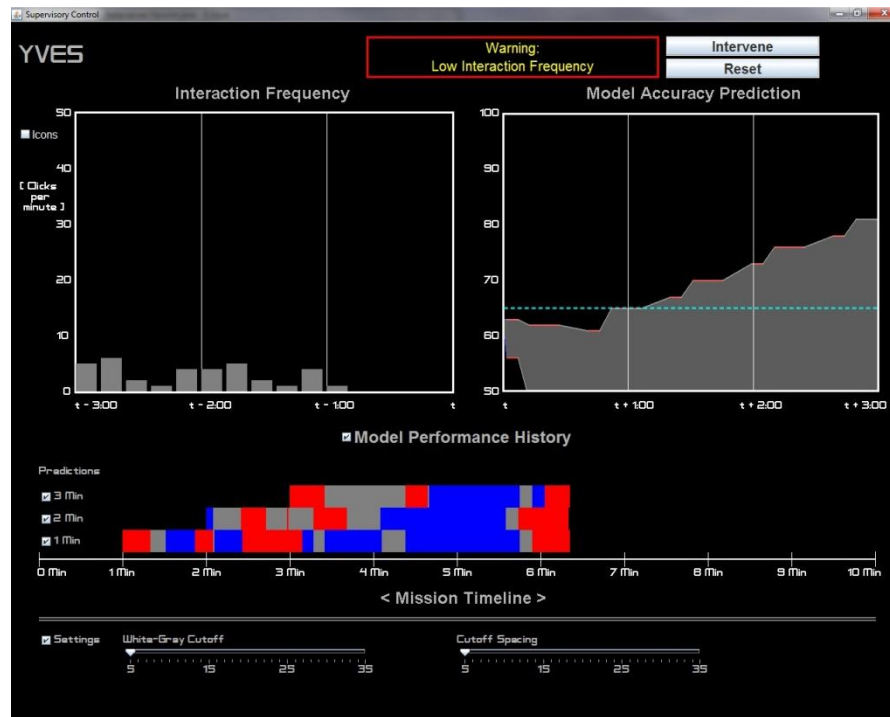 Supervisory Control
YVES
Warning:
Low Interaction Frequency
Intervene
Reset
Interaction Frequency
Model Accuracy Prediction
Icons
[ Clicks
per
minute ]
50
40
30
20
10
0
t - 3:00
t - 2:00
t - 1:00
t
100
90
80
70
60
50
t
t + 1:00
t + 2:00
t + 3:00
Model Performance History
Predictions
3 Min
2 Min
1 Min
0 Min
1 Min
2 Min
3 Min
4 Min
5 Min
6 Min
7 Min
8 Min
9 Min
10 Min
< Mission Timeline >
Settings
White-Gray Cutoff
5
15
25
35
Cutoff Spacing
5
15
25
35